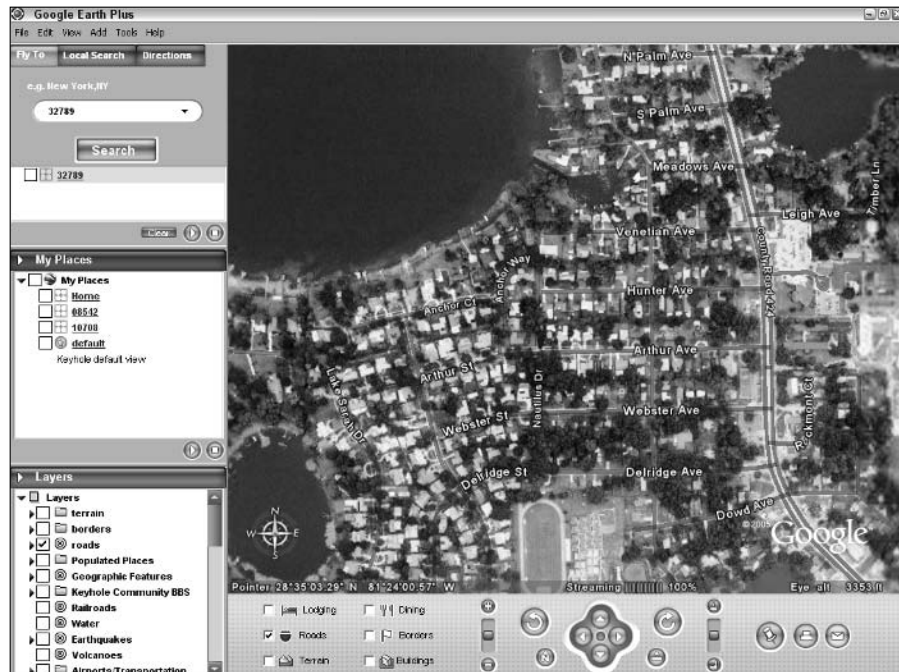 Google Earth Plus
File Edit View Add Tools Help
Fly To Local Search Directions
e.g. New York,NY
32789
Search
32789
Clear
My Places
My Places
Home
08542
10708
default
Keyhole default view
Layers
Layers
terrain
borders
roads
Populated Places
Geographic Features
Keyhole Community BBS
Railroads
Water
Earthquakes
Volcanoes
Airports/Transportation
N Palm Ave
S Palm Ave
Meadows Ave
Timber Ln
Leigh Ave
Venetian Ave
County Road 424
Anchor Way
Hunter Ave
Anchor Ct
Arthur Ave
Arthur St
Lake Sarah Dr
Nautilus Dr
Webster Ave
Webster St
Rockmont Ct
Delridge St
Delridge Ave
Dowd Ave
N
W E
S
©2005
Google
Pointer 28°35'03.29" N 81°24'00.57" W Streaming 100% Eye alt 3353 ft
Lodging Dining
Roads Borders
Terrain Buildings
N